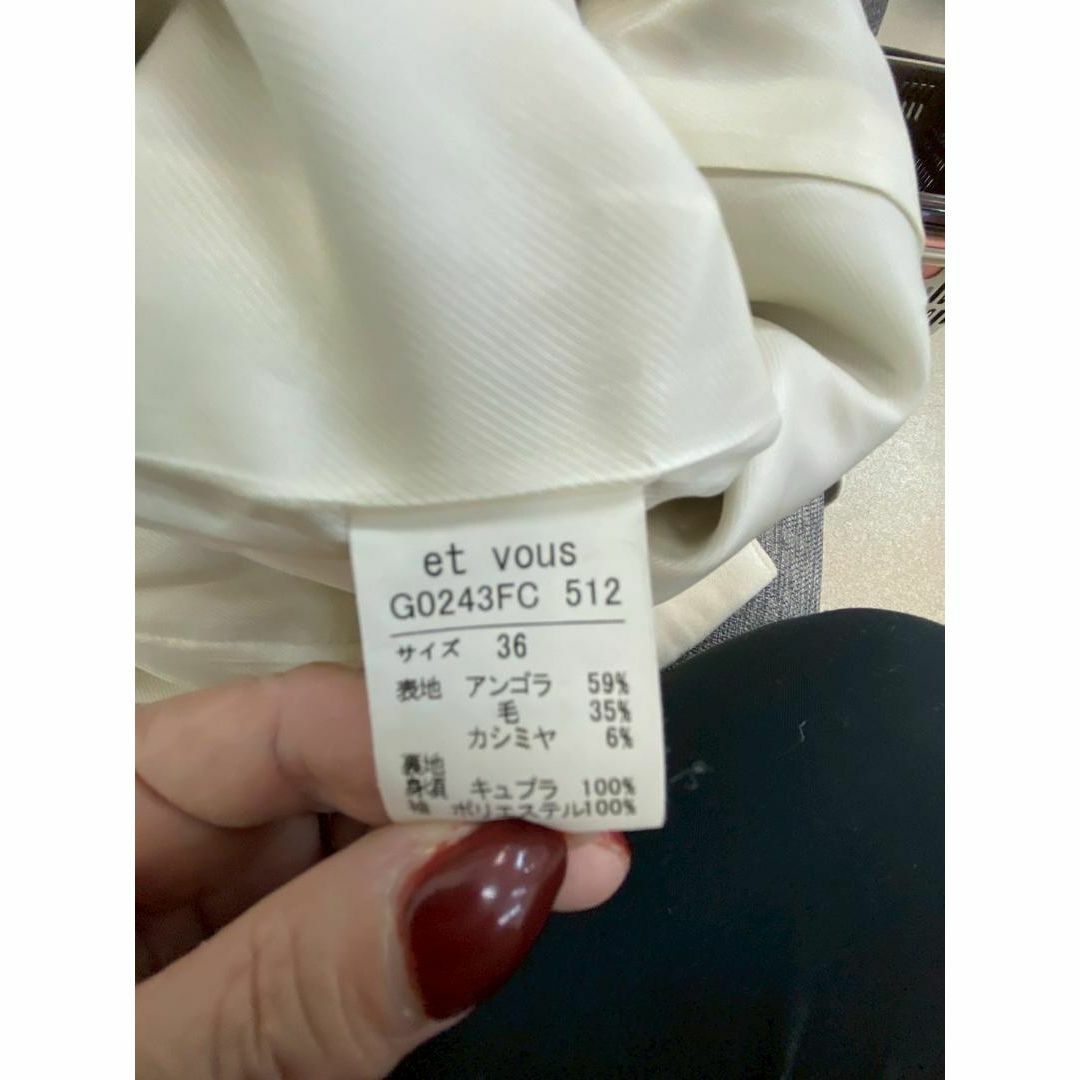 et vous
G0243FC 512
サイズ 36
表地 アンゴラ 59%
毛 35%
カシミヤ 6%
裏地
身頃 キュプラ 100%
袖 ポリエステル100%